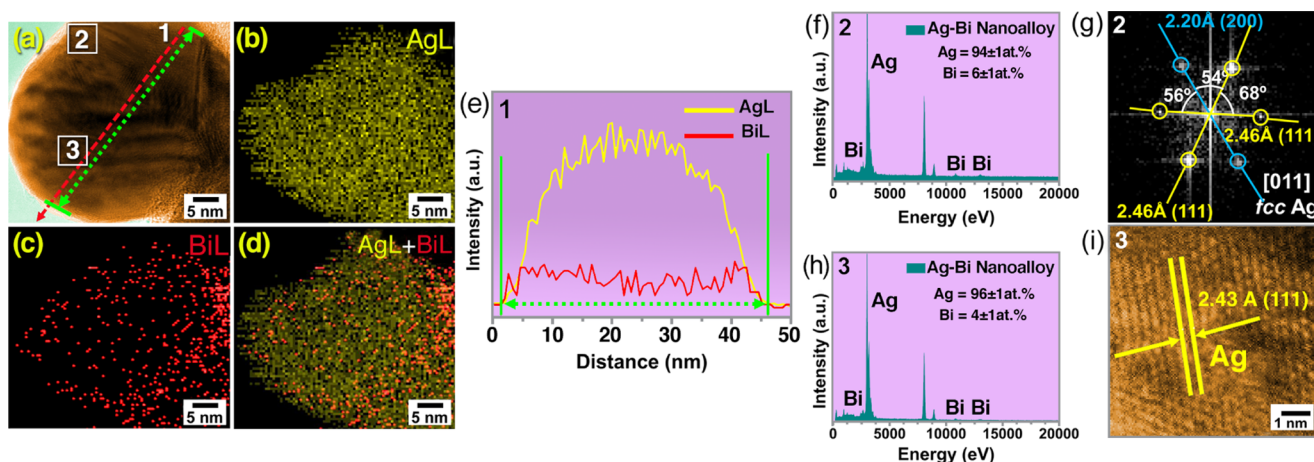 (a)
2
1
3
5 nm
(b)
AgL
5 nm
(c)
BiL
5 nm
(d)
AgL+BiL
5 nm
(e)
1
AgL
BiL
Intensity (a.u.)
0 10 20 30 40 50
Distance (nm)
(f)
2
Ag-Bi Nanoalloy
Ag = 94±1at.%
Bi = 6±1at.%
Ag
Bi
Bi Bi
Intensity (a.u.)
0 5000 10000 15000 20000
Energy (eV)
(g)
2
2.20Å (200)
54º
56º
68º
2.46Å (111
2.46Å (111)
[011]
fcc Ag
(h)
3
Ag-Bi Nanoalloy
Ag = 96±1at.%
Bi = 4±1at.%
Ag
Bi
Bi Bi
Intensity (a.u.)
0 5000 10000 15000 20000
Energy (eV)
(i)
3
2.43 A (111)
Ag
1 nm